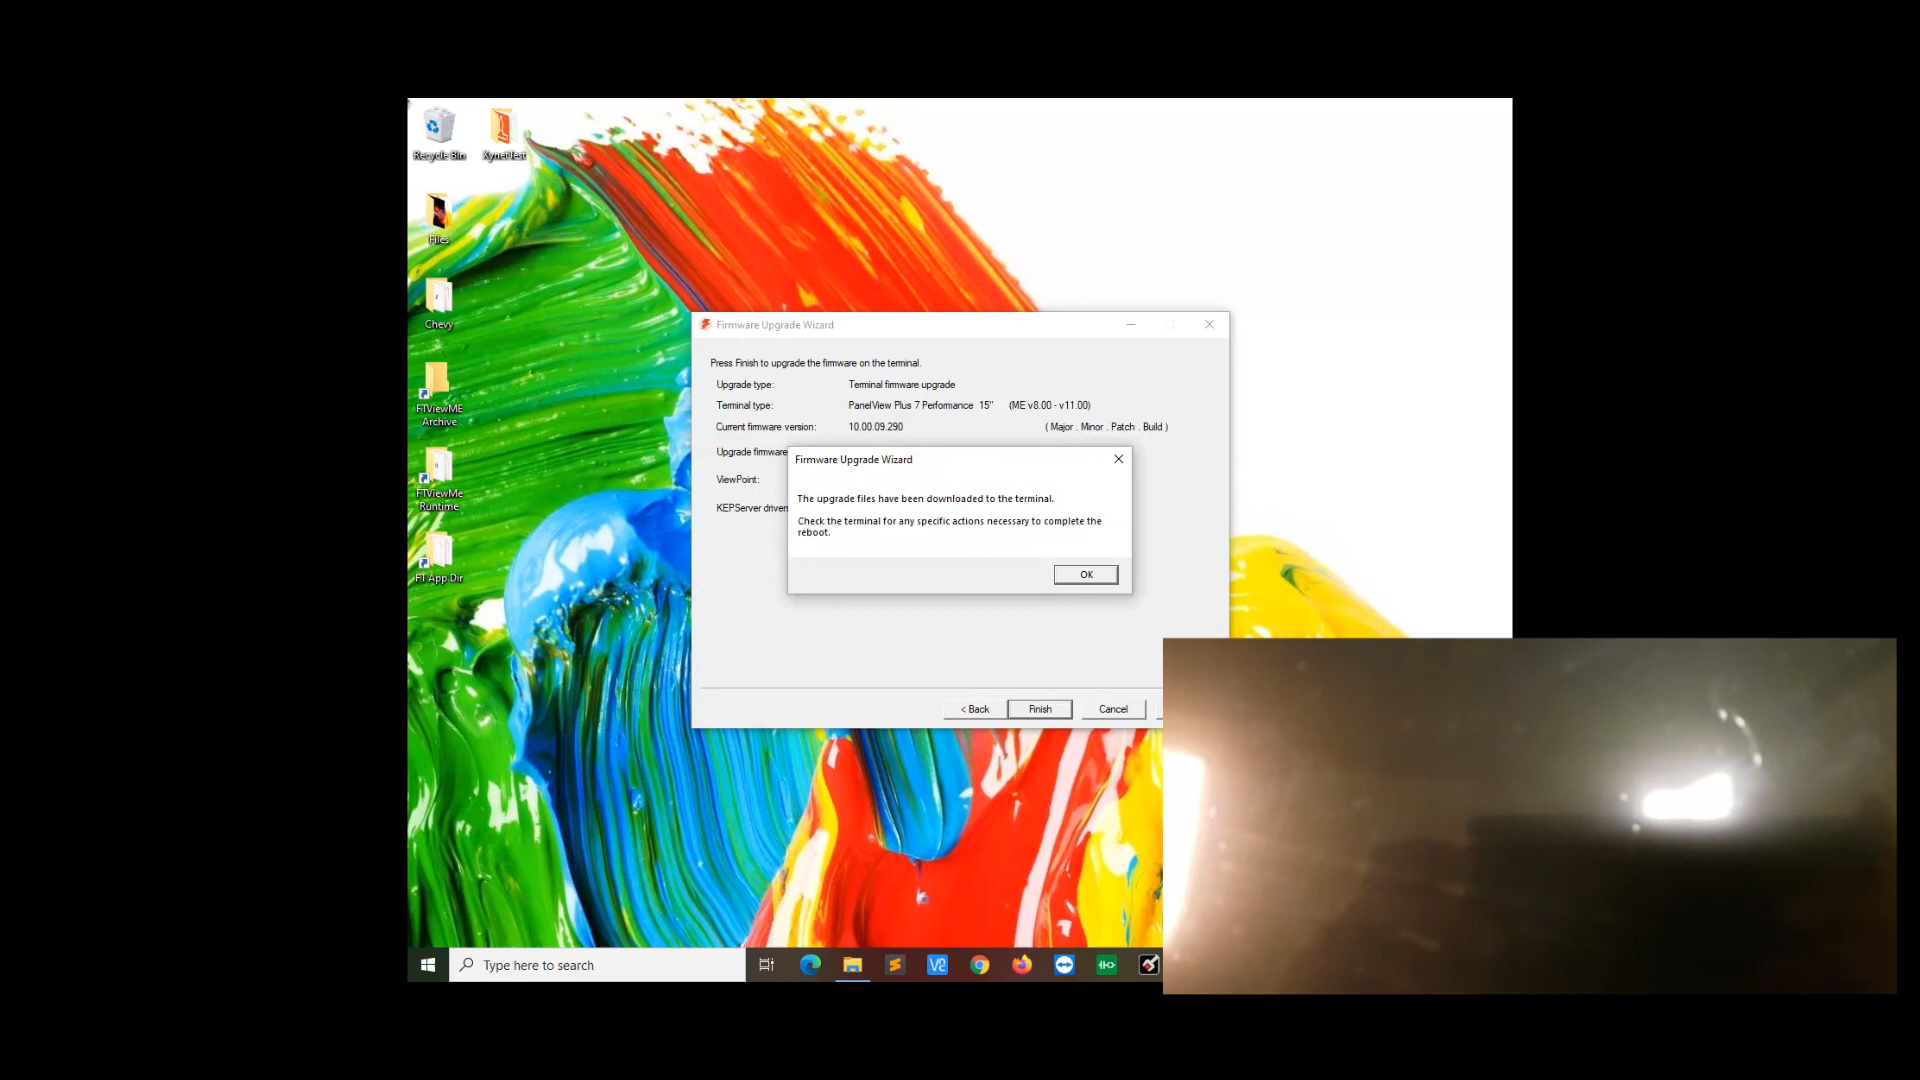 Recycle Bin
XynetTest
Files
Chevy
FTViewME
Archive
FTViewMe
Runtime
FT App Dir
Firmware Upgrade Wizard
Press Finish to upgrade the firmware on the terminal.
Upgrade type: Terminal firmware upgrade
Terminal type: PanelView Plus 7 Performance 15" (ME v8.00 - v11.00)
Current firmware version: 10.00.09.290 ( Major . Minor . Patch . Build )
Upgrade firmware
ViewPoint:
KEPServer drivers
Firmware Upgrade Wizard
The upgrade files have been downloaded to the terminal.
Check the terminal for any specific actions necessary to complete the
reboot.
OK
< Back
Finish
Cancel
Type here to search